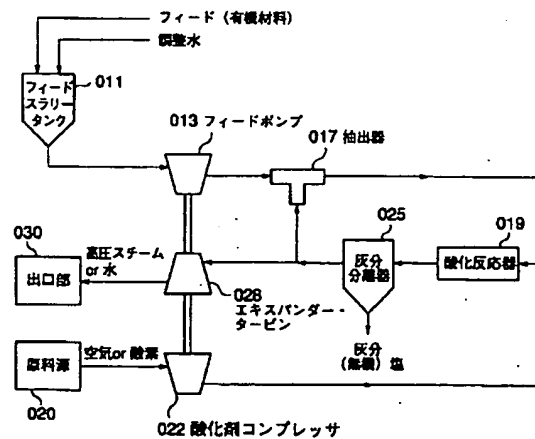 フィード（有機材料）
調整水
フィード
スラリー
タンク
011
013 フィードポンプ
017 抽出器
025
019
030
高圧スチーム
or 水
出口部
灰分
分離器
酸化反応器
028
エキスパンダー・
タービン
灰分
（無機）塩
原料源
空気or 酸素
020
022 酸化剤コンプレッサ